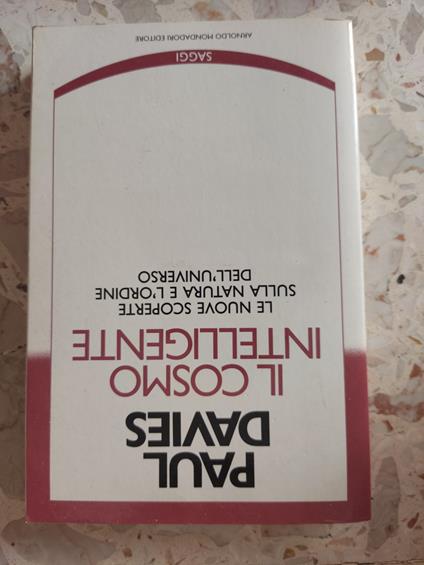 PAUL
DAVIES
IL COSMO
INTELLIGENTE
LE NUOVE SCOPERTE
SULLA NATURA E L'ORDINE
DELL'UNIVERSO
SAGGI
ARNOLDO MONDADORI EDITORE